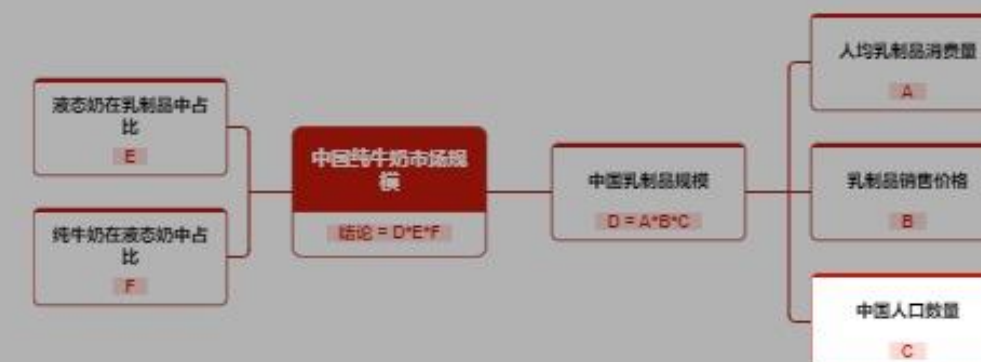 液态奶在乳制品中占
比
E
纯牛奶在液态奶中占
比
F
中国纯牛奶市场规
模
结论 = D*E*F
中国乳制品规模
D = A*B*C
人均乳制品消费量
A
乳制品销售价格
B
中国人口数量
C